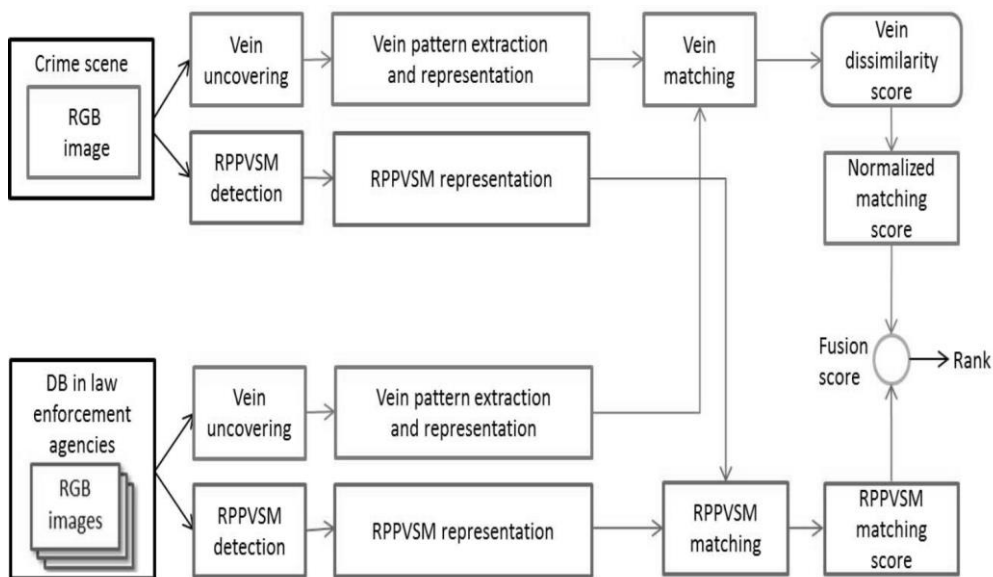 Crime scene
RGB
image
Vein
uncovering
Vein pattern extraction
and representation
Vein
matching
Vein
dissimilarity
score
RPPVSM
detection
RPPVSM representation
Normalized
matching
score
Fusion
score
Rank
DB in law
enforcement
agencies
RGB
images
Vein
uncovering
Vein pattern extraction
and representation
RPPVSM
detection
RPPVSM representation
RPPVSM
matching
RPPVSM
matching
score